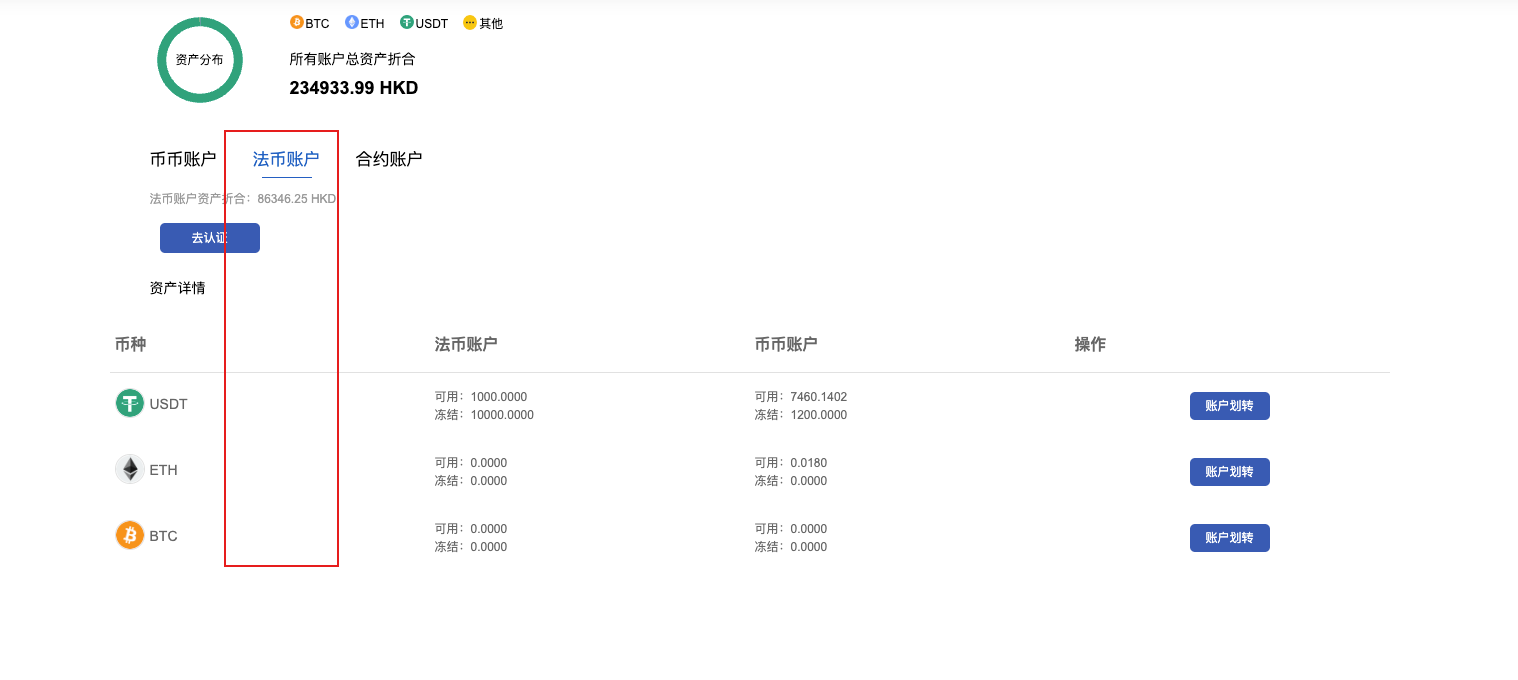 BTC ETH USDT 其他
资产分布
所有账户总资产折合
234933.99 HKD
币币账户 法币账户 合约账户
法币账户资产折合：86346.25 HKD
去认证
资产详情
币种 法币账户 币币账户 操作
USDT 可用：1000.0000 可用：7460.1402 账户划转
冻结：10000.0000 冻结：1200.0000
ETH 可用：0.0000 可用：0.0180 账户划转
冻结：0.0000 冻结：0.0000
BTC 可用：0.0000 可用：0.0000 账户划转
冻结：0.0000 冻结：0.0000